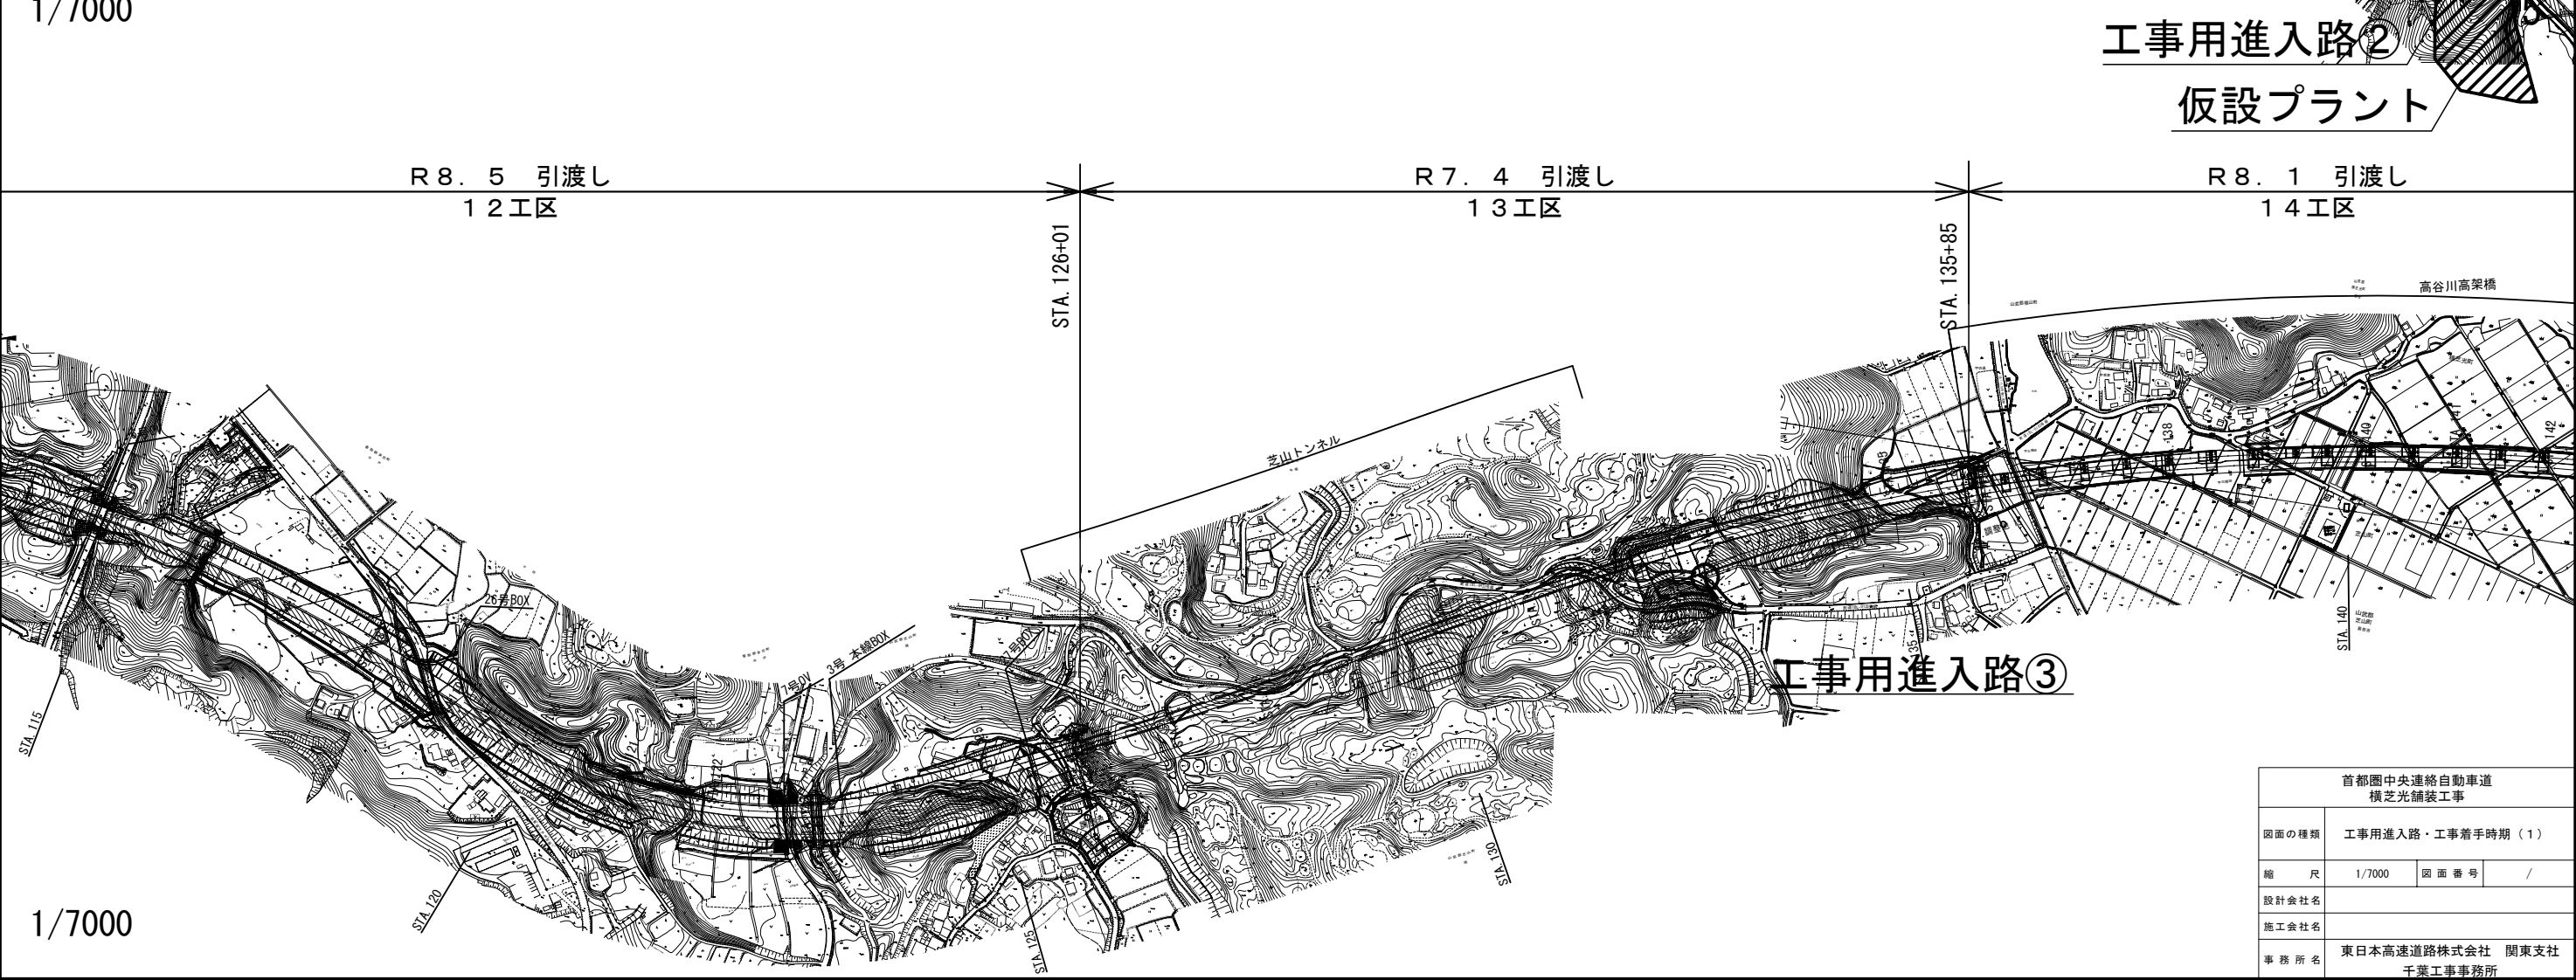 1/7000
工事用進入路②
仮設プラント
R8.5 引渡し
12工区
R7.4 引渡し
13工区
R8.1 引渡し
14工区
STA.126+01
STA.135+85
高谷川高架橋
芝山トンネル
26号BOX
3号 本線BOX
工事用進入路③
STA.115
STA.120
STA.125
STA.130
STA.140
122
138
140
142
1/7000
首都圏中央連絡自動車道
横芝光舗装工事
図面の種類 工事用進入路・工事着手時期(1)
縮尺 1/7000 図面番号 /
設計会社名
施工会社名
事務所名 東日本高速道路株式会社 関東支社
千葉工事事務所